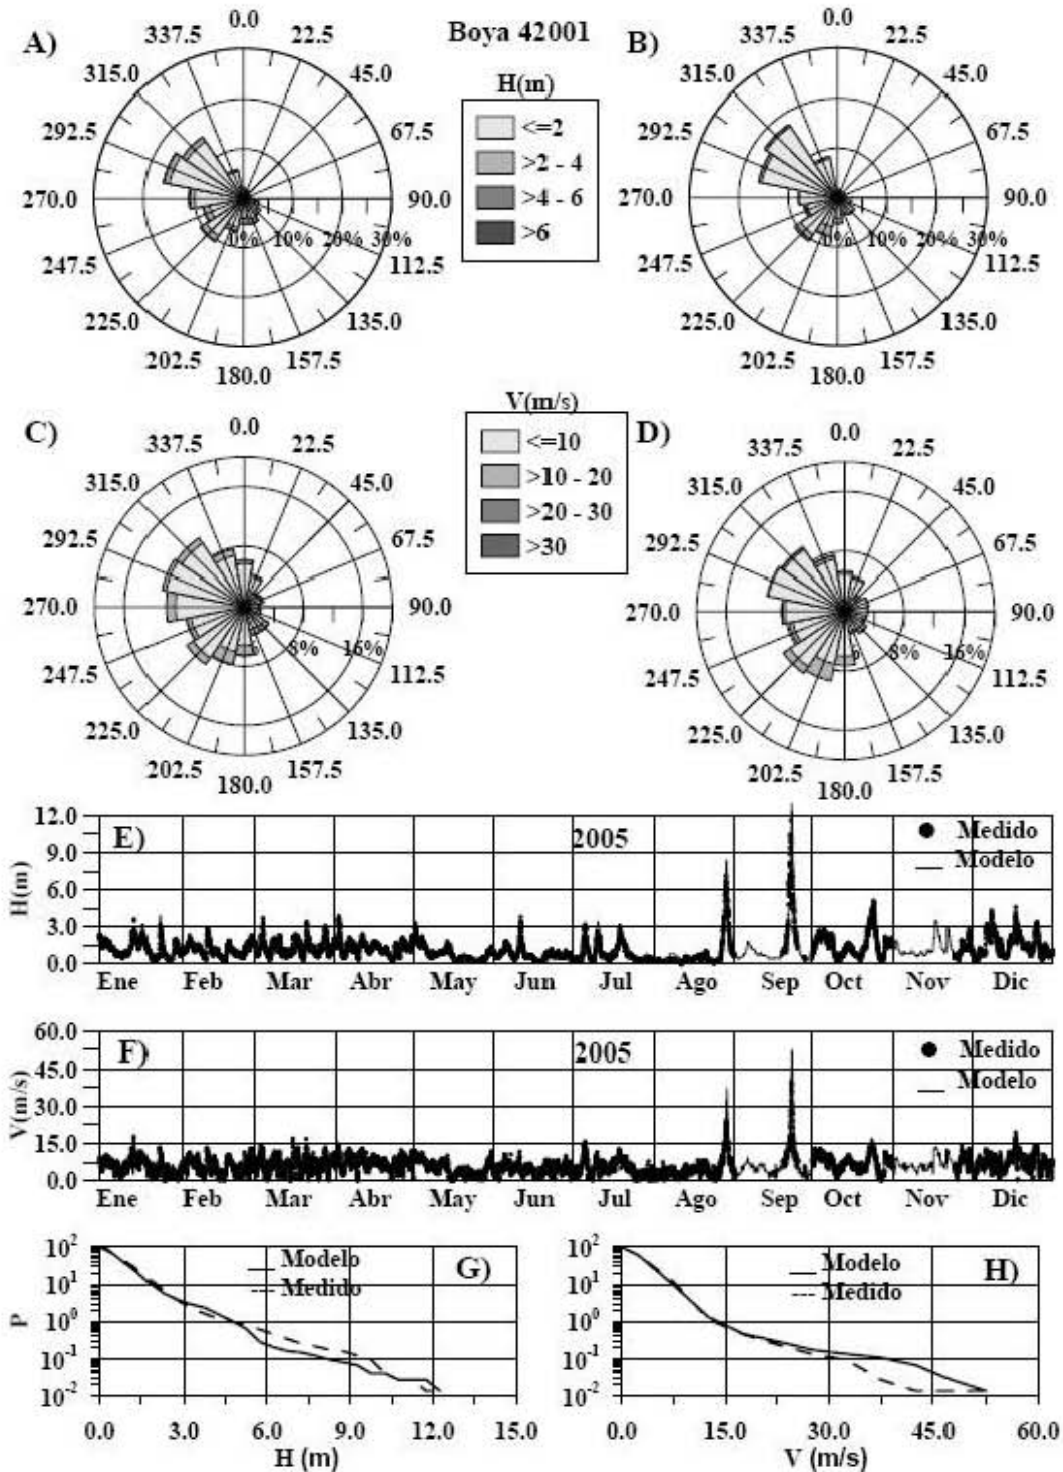 A) Boya 42001 B)
0.0 0.0
337.5 22.5 337.5 22.5
315.0 45.0 315.0 45.0
292.5 67.5 292.5 67.5
270.0 90.0 270.0 90.0
247.5 112.5 247.5 112.5
225.0 135.0 225.0 135.0
202.5 157.5 202.5 157.5
180.0 180.0
0% 10% 20% 30% 0% 10% 20% 30%
H(m)
<=2
>2 - 4
>4 - 6
>6
C) D)
0.0 0.0
337.5 22.5 337.5 22.5
315.0 45.0 315.0 45.0
292.5 67.5 292.5 67.5
270.0 90.0 270.0 90.0
247.5 112.5 247.5 112.5
225.0 135.0 225.0 135.0
202.5 157.5 202.5 157.5
180.0 180.0
8% 16% 8% 16%
V(m/s)
<=10
>10 - 20
>20 - 30
>30
E) 2005
Medido
Modelo
H(m)
12.0
9.0
6.0
3.0
0.0
Ene Feb Mar Abr May Jun Jul Ago Sep Oct Nov Dic
F) 2005
Medido
Modelo
V(m/s)
60.0
45.0
30.0
15.0
0.0
Ene Feb Mar Abr May Jun Jul Ago Sep Oct Nov Dic
G)
Modelo
Medido
P
10²
10¹
10⁰
10⁻¹
10⁻²
0.0 3.0 6.0 9.0 12.0 15.0
H (m)
H)
Modelo
Medido
10²
10¹
10⁰
10⁻¹
10⁻²
0.0 15.0 30.0 45.0 60.0
V (m/s)